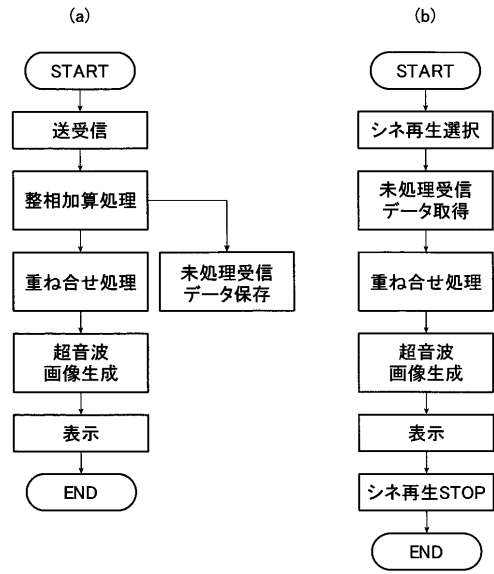 (a)
START
送受信
整相加算処理
未処理受信
データ保存
重ね合せ処理
超音波
画像生成
表示
END
(b)
START
シネ再生選択
未処理受信
データ取得
重ね合せ処理
超音波
画像生成
表示
シネ再生STOP
END